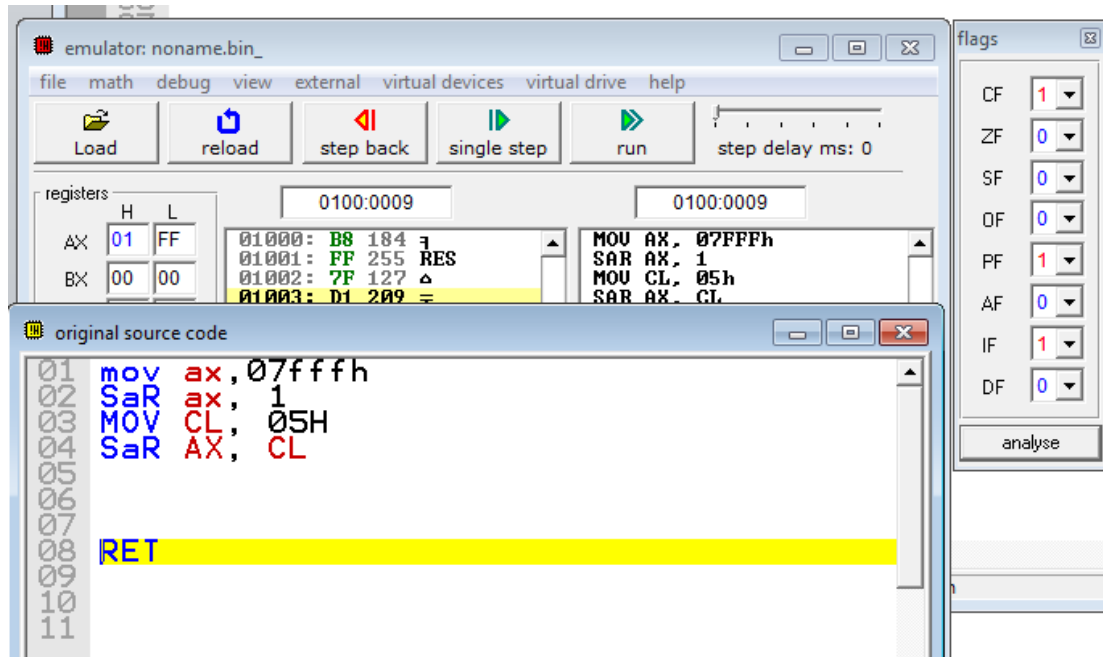 emulator: noname.bin_
file math debug view external virtual devices virtual drive help
Load reload step back single step run step delay ms: 0
registers
H L
AX 01 FF
BX 00 00
0100:0009
01000: B8 184 ╕
01001: FF 255 RES
01002: 7F 127 ⌂
01003: D1 209 ╤
0100:0009
MOV AX, 07FFFh
SAR AX, 1
MOV CL, 05h
SAR AX, CL
flags
CF 1
ZF 0
SF 0
OF 0
PF 1
AF 0
IF 1
DF 0
analyse
original source code
01 mov ax,07fffh
02 SaR ax, 1
03 MOV CL, 05H
04 SaR AX, CL
05
06
07
08 RET
09
10
11